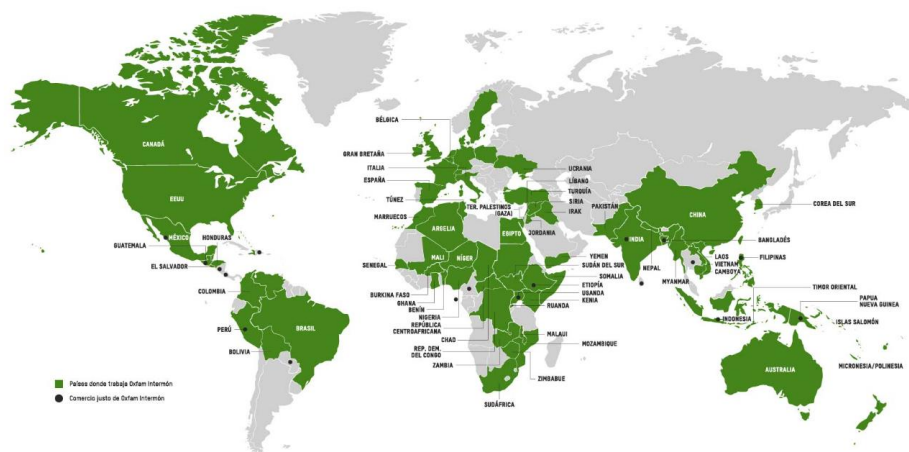 CANADÁ
EEUU
MÉXICO
HONDURAS
GUATEMALA
EL SALVADOR
COLOMBIA
PERÚ
BRASIL
BOLIVIA
BÉLGICA
GRAN BRETAÑA
ITALIA
ESPAÑA
TÚNEZ
MARRUECOS
ARGELIA
TER. PALESTINOS
(GAZA)
EGIPTO
UCRANIA
LÍBANO
TURQUÍA
SIRIA
IRAK
JORDANIA
PAKISTÁN
CHINA
COREA DEL SUR
INDIA
BANGLADÉS
NEPAL
LAOS
VIETNAM
CAMBOYA
FILIPINAS
MYANMAR
TIMOR ORIENTAL
PAPUA
NUEVA GUINEA
INDONESIA
ISLAS SALOMÓN
AUSTRALIA
MICRONESIA/POLINESIA
SENEGAL
MALI
NÍGER
YEMEN
SUDÁN DEL SUR
SOMALIA
ETIOPÍA
UGANDA
KENIA
RUANDA
BURKINA FASO
GHANA
BENÍN
NIGERIA
REPÚBLICA
CENTROAFRICANA
CHAD
REP. DEM.
DEL CONGO
ZAMBIA
MALAUI
MOZAMBIQUE
ZIMBABUE
SUDÁFRICA
Países donde trabaja Oxfam Intermón
Comercio justo de Oxfam Intermón